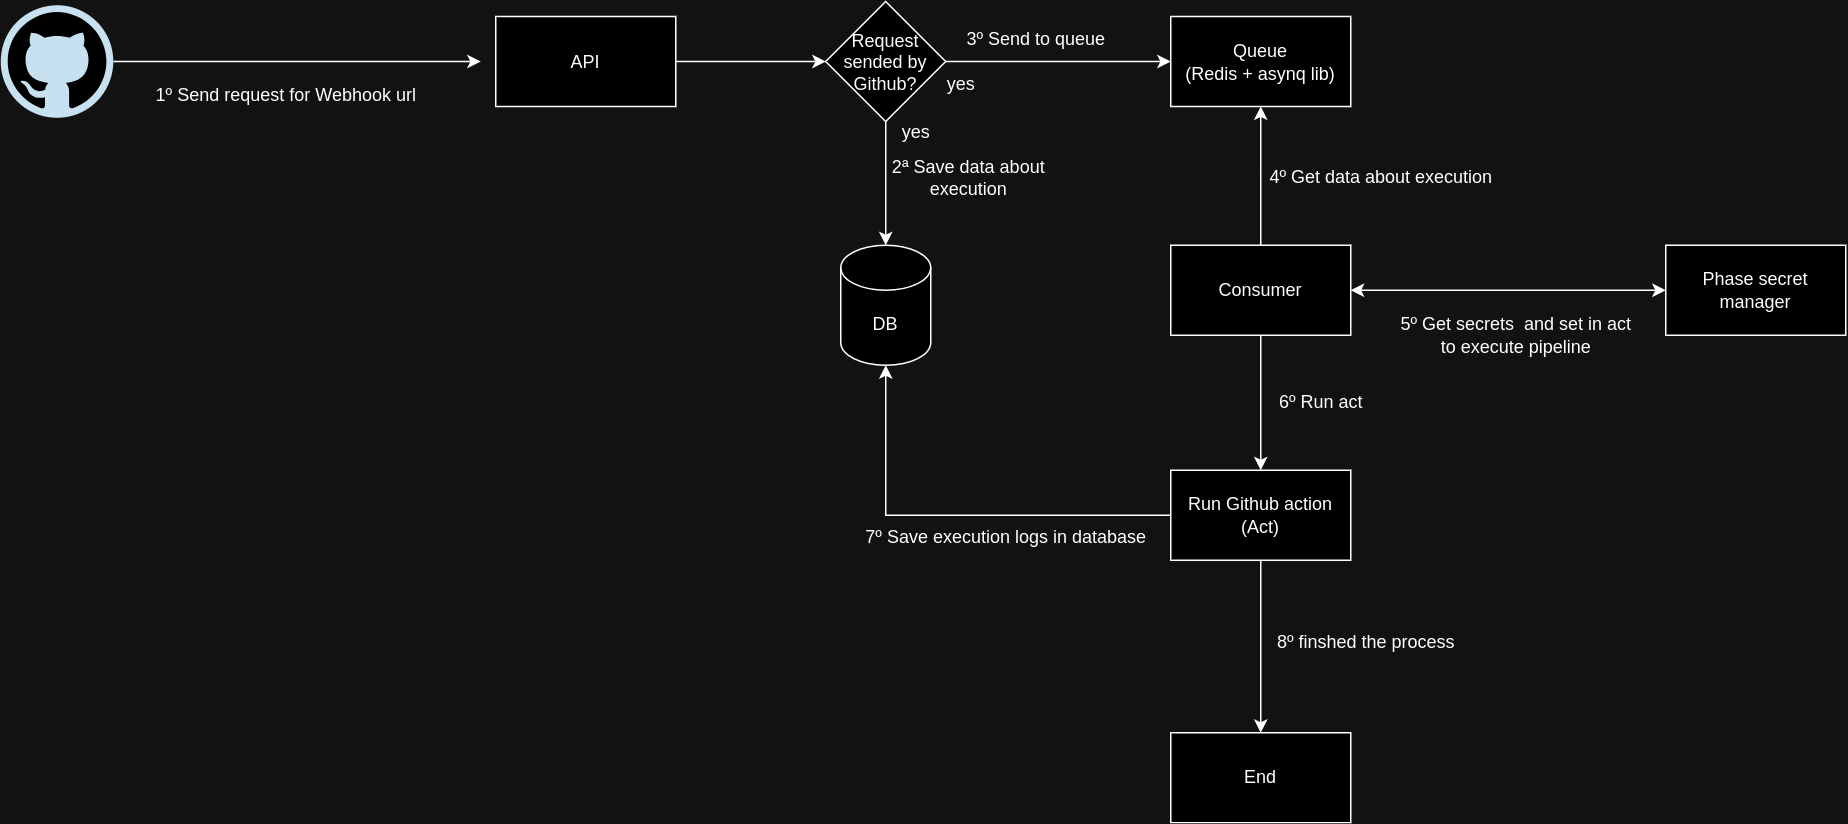 1º Send request for Webhook url
API
Request
sended by
Github?
3º Send to queue
yes
Queue
(Redis + asynq lib)
yes
2ª Save data about
execution
4º Get data about execution
DB
Consumer
Phase secret
manager
5º Get secrets  and set in act
to execute pipeline
6º Run act
Run Github action
(Act)
7º Save execution logs in database
8º finshed the process
End